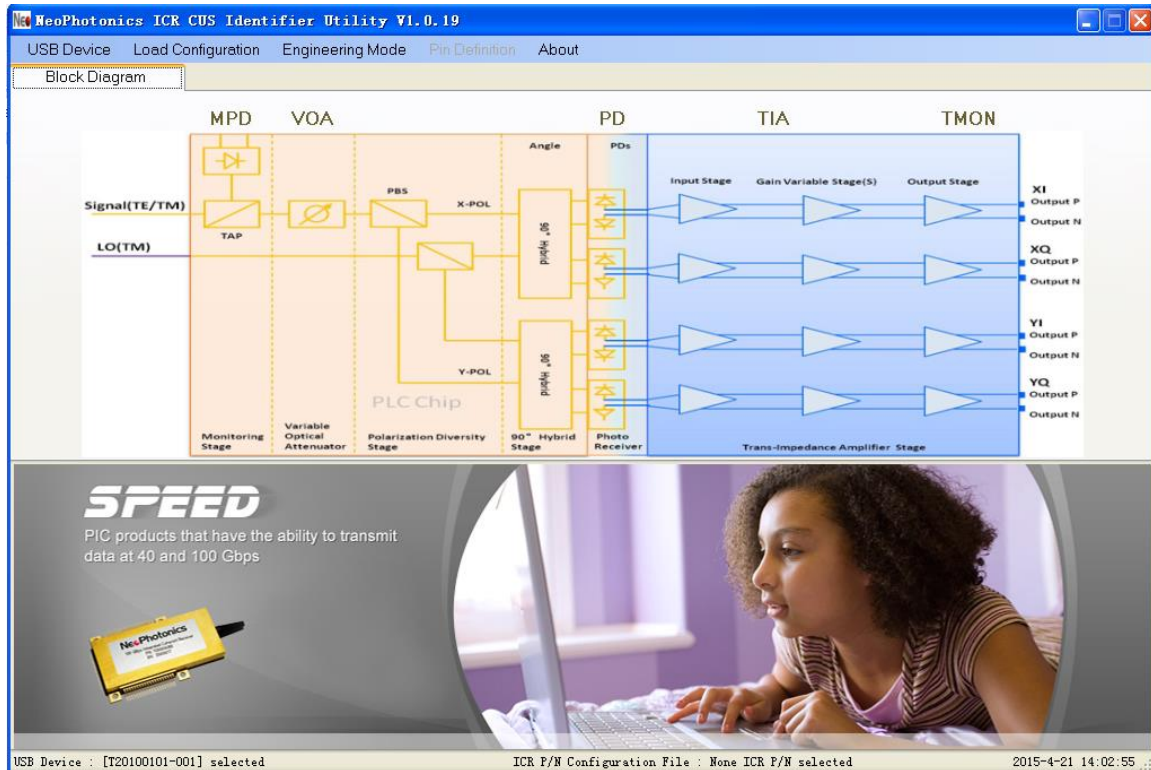 NeoPhotonics ICR CUS Identifier Utility V1.0.19
USB Device Load Configuration Engineering Mode Pin Definition About
Block Diagram
MPD VOA PD TIA TMON
Angle PDs
Input Stage Gain Variable Stage(S) Output Stage
PBS
X-POL
Signal(TE/TM)
TAP
LO(TM)
90° Hybrid
XI
Output P
Output N
XQ
Output P
Output N
90° Hybrid
YI
Output P
Output N
Y-POL
YQ
Output P
Output N
PLC Chip
Monitoring
Stage
Variable
Optical
Attenuator
Polarization Diversity
Stage
90° Hybrid
Stage
Photo
Receiver
Trans-Impedance Amplifier Stage
SPEED
PIC products that have the ability to transmit
data at 40 and 100 Gbps
NeoPhotonics
USB Device : [T20100101-001] selected ICR P/N Configuration File : None ICR P/N selected 2015-4-21 14:02:55